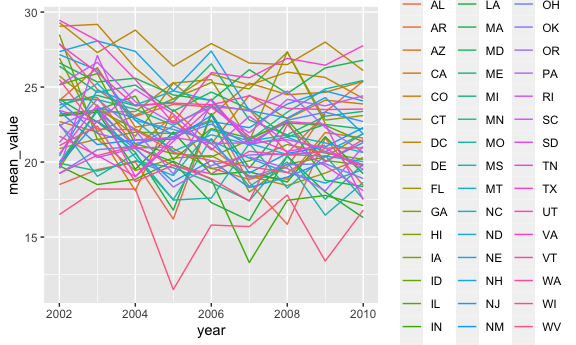 30
25
20
15
mean_value
2002
2004
2006
2008
2010
year
AL
AR
AZ
CA
CO
CT
DC
DE
FL
GA
HI
IA
ID
IL
IN
LA
MA
MD
ME
MI
MN
MO
MS
MT
NC
ND
NE
NH
NJ
NM
OH
OK
OR
PA
RI
SC
SD
TN
TX
UT
VA
VT
WA
WI
WV